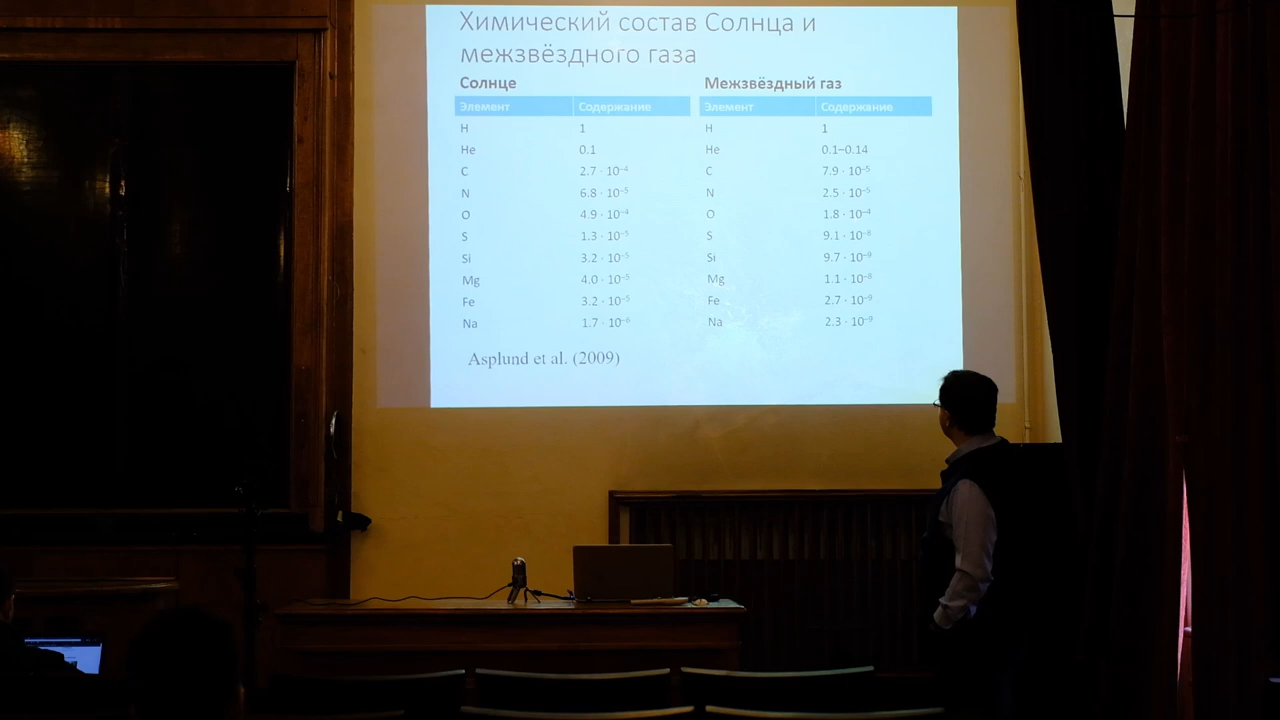 Химический состав Солнца и
межзвёздного газа
Солнце
Элемент Содержание
H 1
He 0.1
C 2.7 · 10⁻⁴
N 6.8 · 10⁻⁵
O 4.9 · 10⁻⁴
S 1.3 · 10⁻⁵
Si 3.2 · 10⁻⁵
Mg 4.0 · 10⁻⁵
Fe 3.2 · 10⁻⁵
Na 1.7 · 10⁻⁶
Межзвёздный газ
Элемент Содержание
H 1
He 0.1–0.14
C 7.9 · 10⁻⁵
N 2.5 · 10⁻⁵
O 1.8 · 10⁻⁴
S 9.1 · 10⁻⁸
Si 9.7 · 10⁻⁹
Mg 1.1 · 10⁻⁸
Fe 2.7 · 10⁻⁹
Na 2.3 · 10⁻⁹
Asplund et al. (2009)